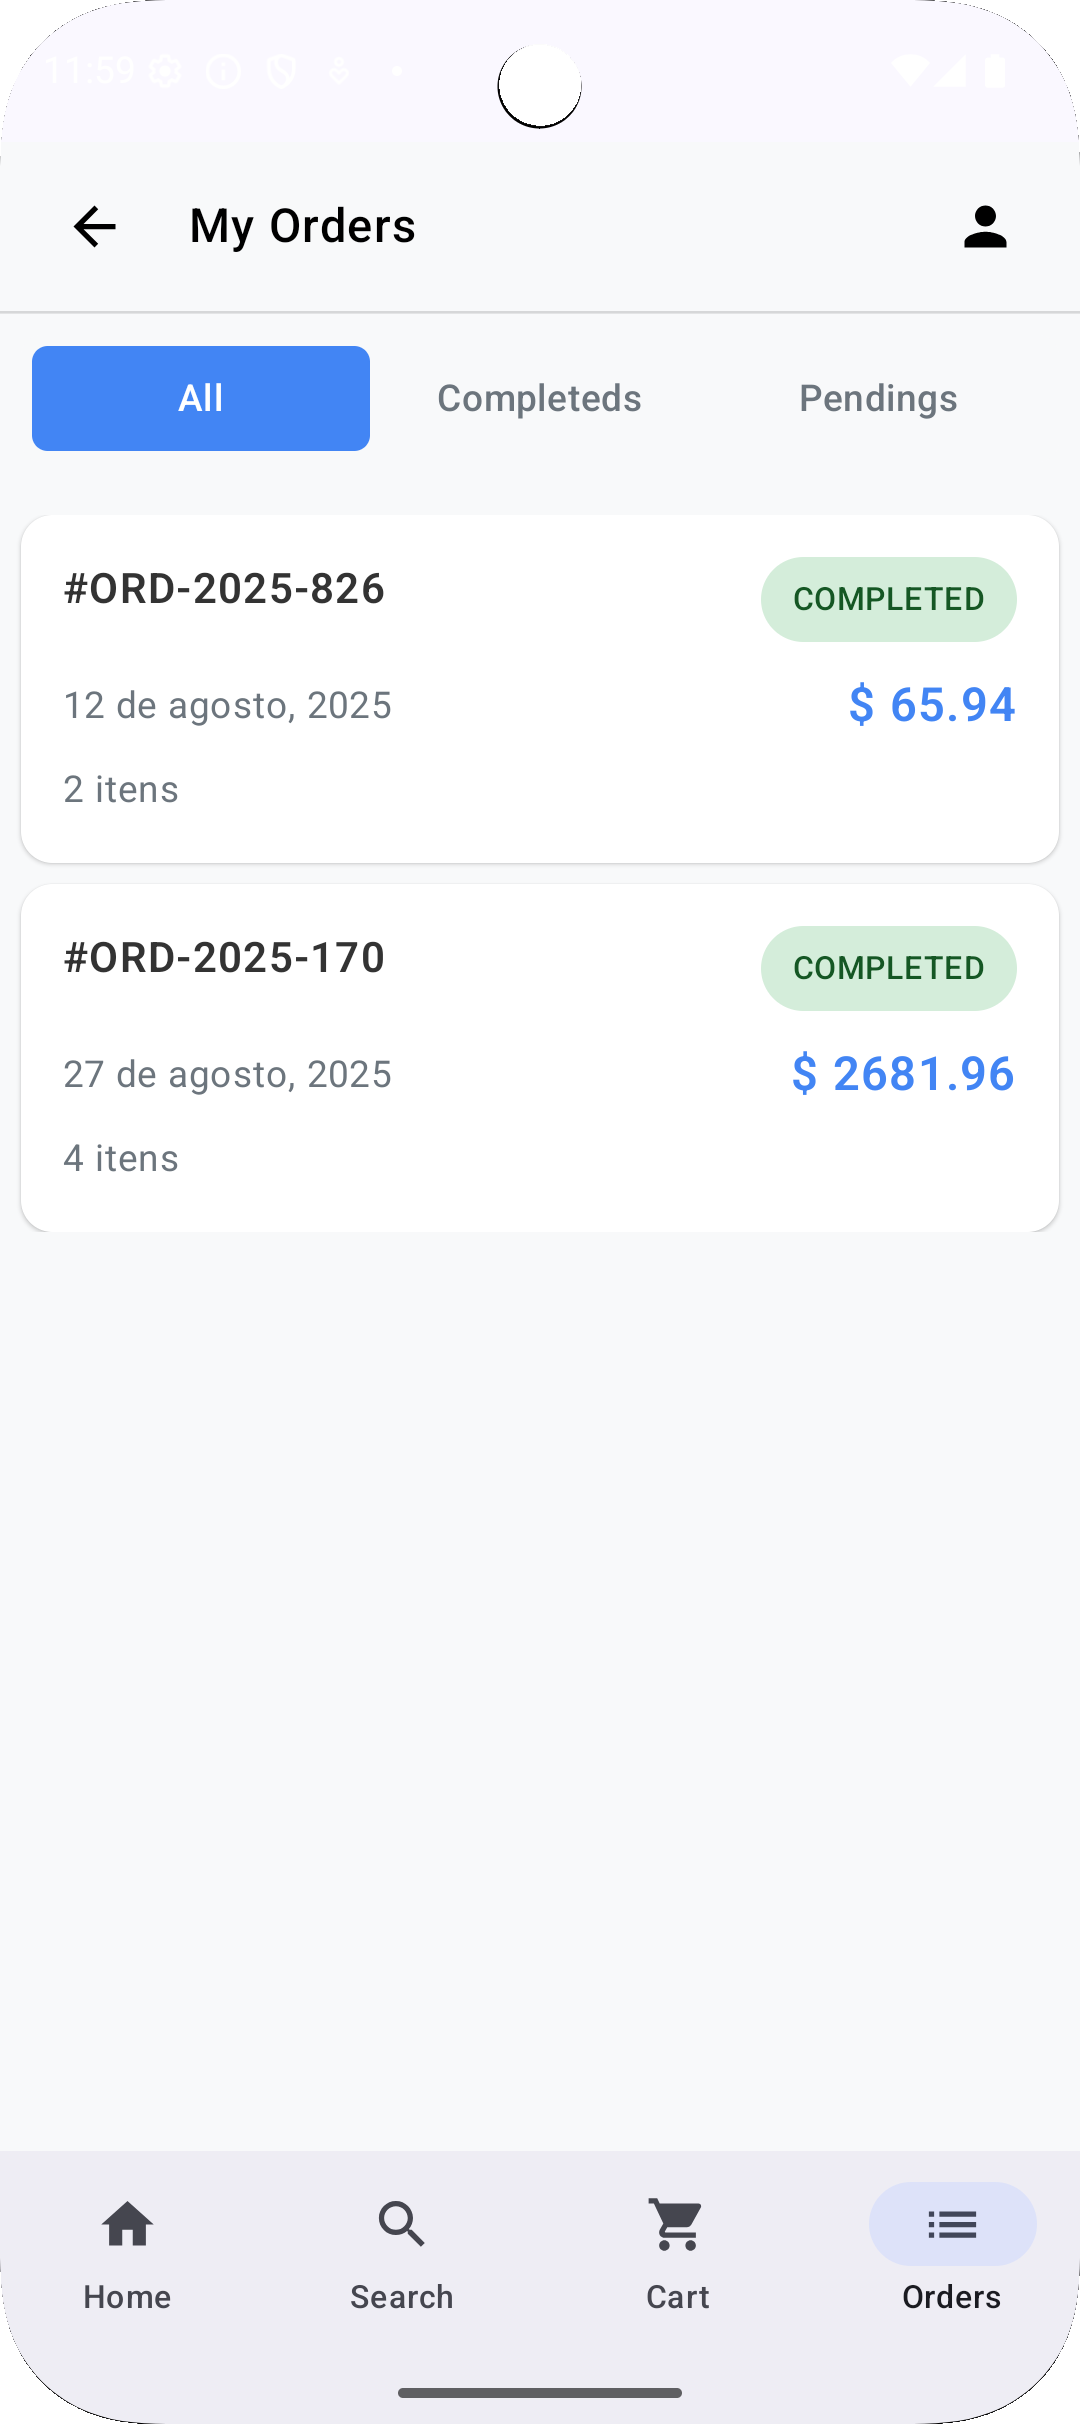 11:59
My Orders
All Completeds Pendings
#ORD-2025-826 COMPLETED
12 de agosto, 2025 $ 65.94
2 itens
#ORD-2025-170 COMPLETED
27 de agosto, 2025 $ 2681.96
4 itens
Home Search Cart Orders